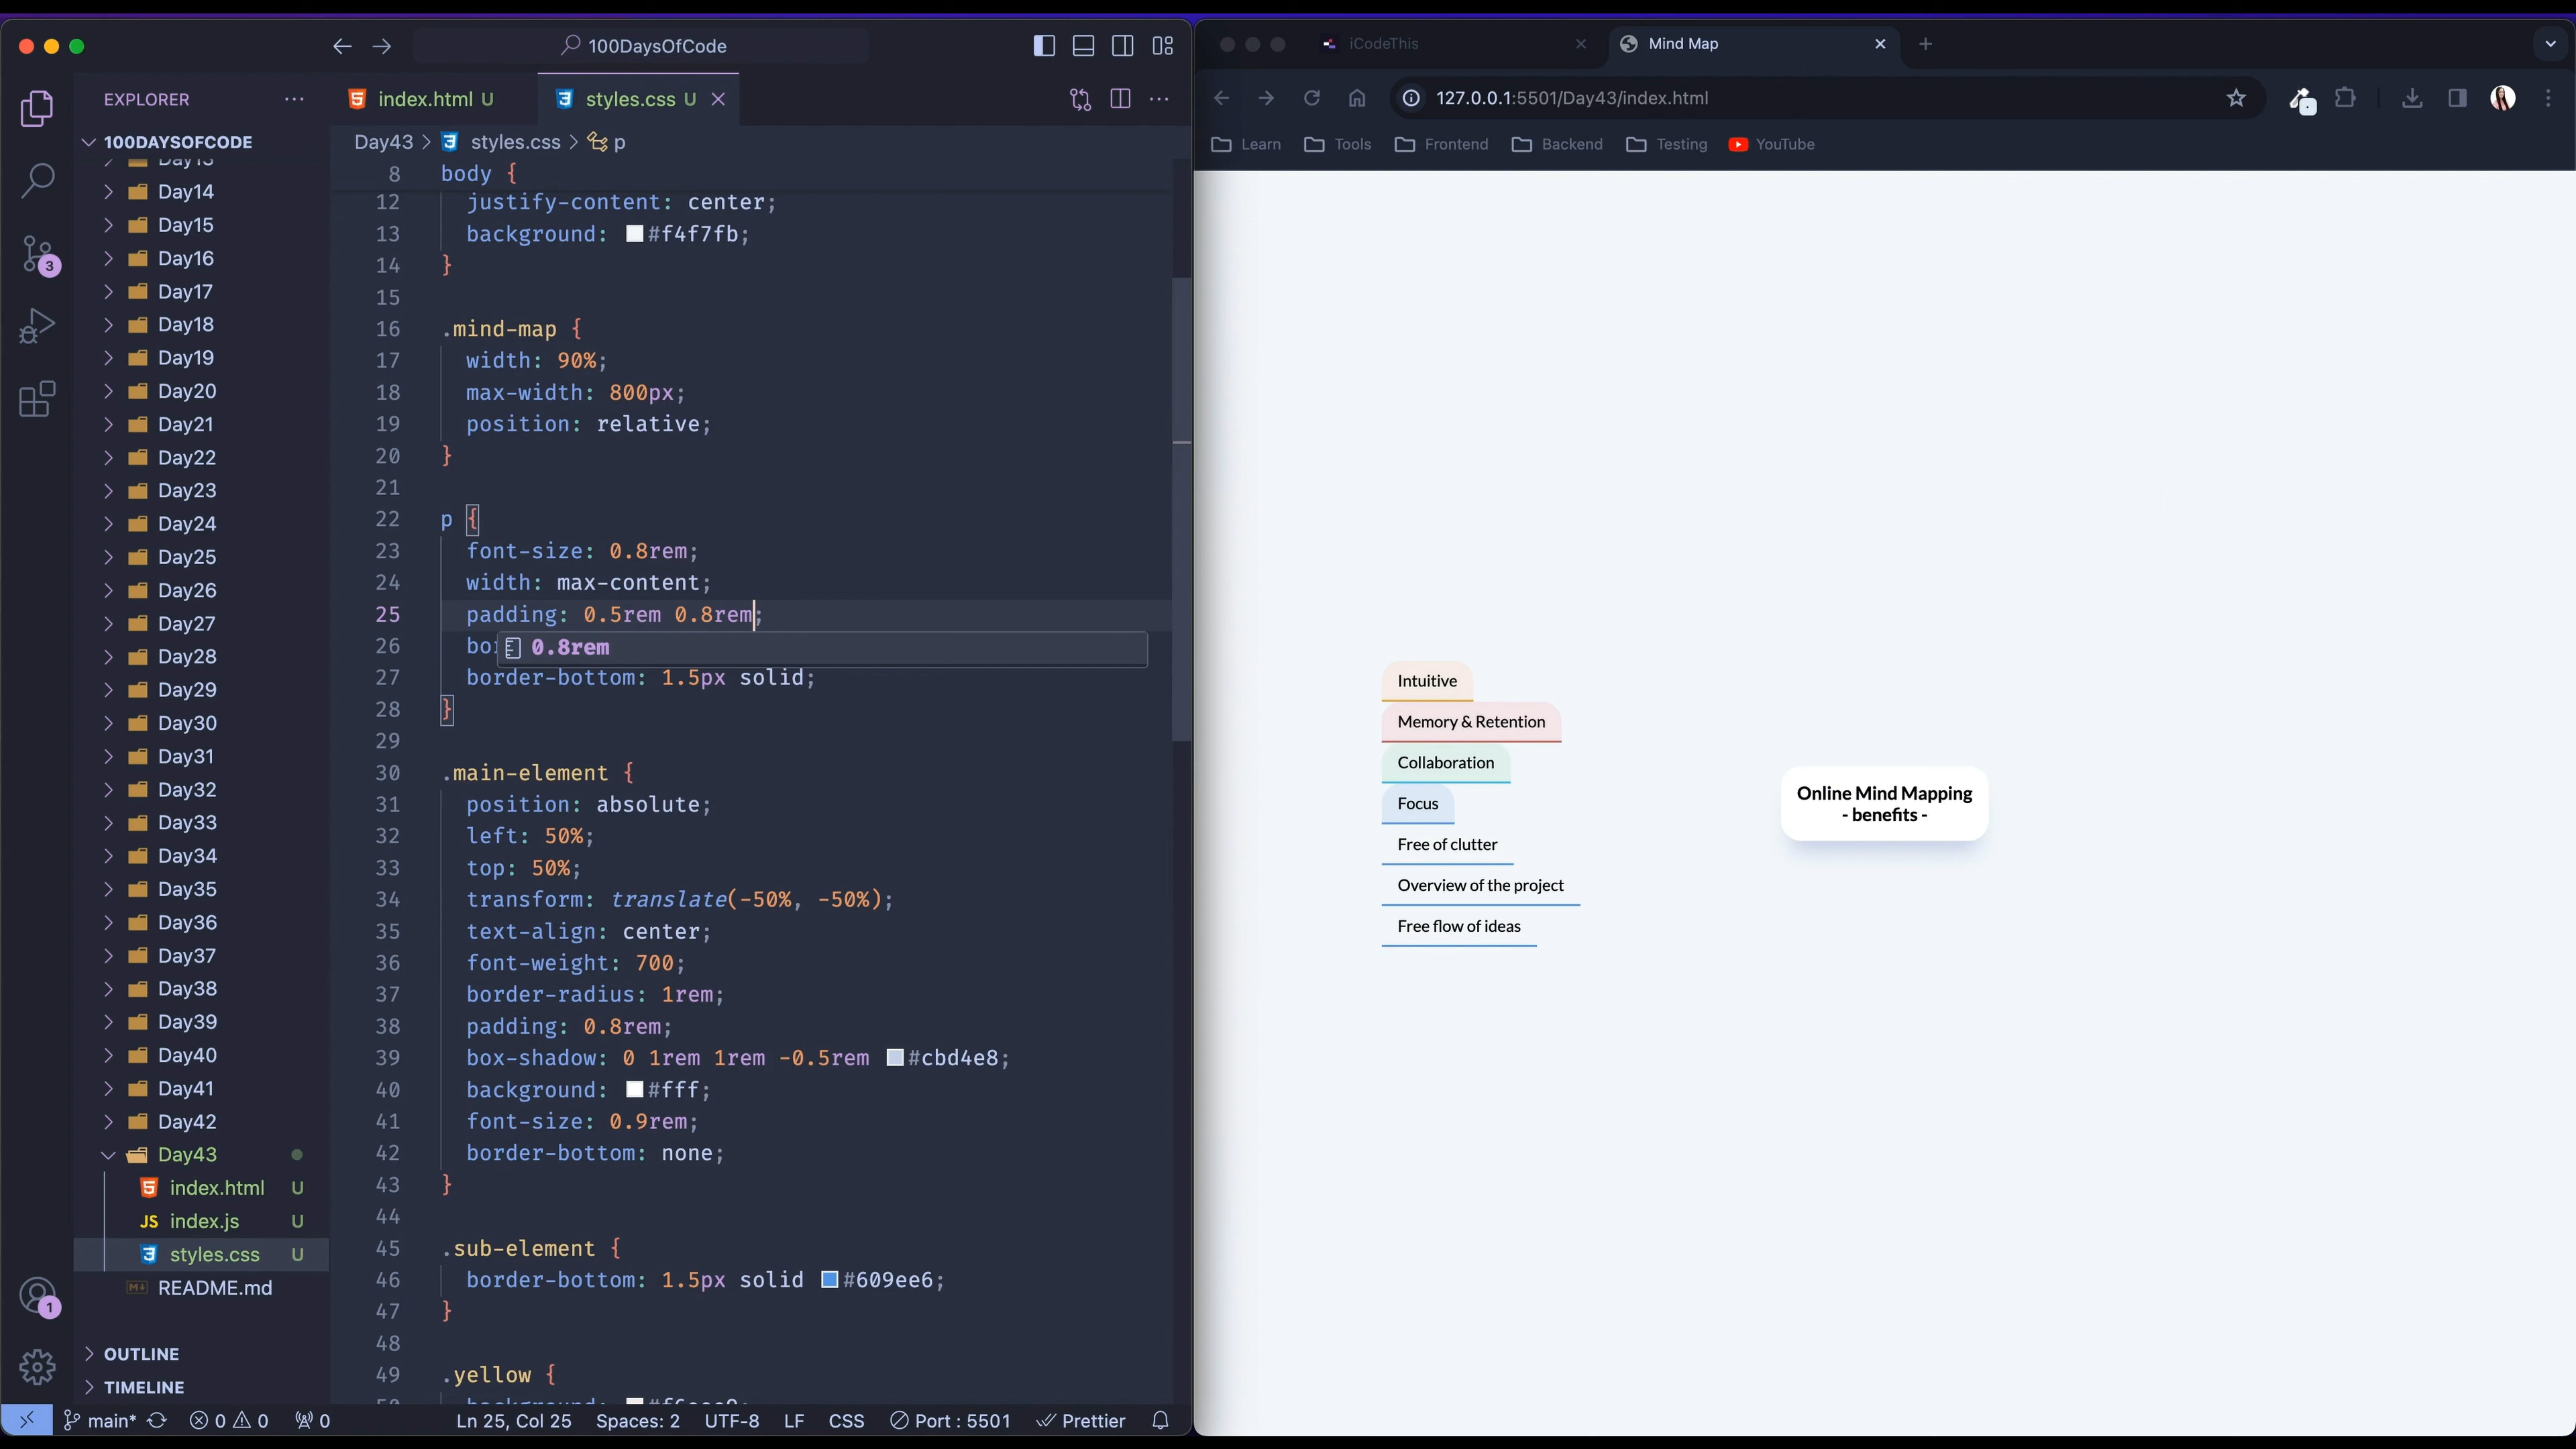 100DaysOfCode
EXPLORER
100DAYSOFCODE
Day13
Day14
Day15
Day16
Day17
Day18
Day19
Day20
Day21
Day22
Day23
Day24
Day25
Day26
Day27
Day28
Day29
Day30
Day31
Day32
Day33
Day34
Day35
Day36
Day37
Day38
Day39
Day40
Day41
Day42
Day43
index.html U
JS index.js U
styles.css U
README.md
OUTLINE
TIMELINE
3
1
index.html U
styles.css U
Day43 > styles.css > p
8 body {
12 justify-content: center;
13 background: #f4f7fb;
14 }
15
16 .mind-map {
17 width: 90%;
18 max-width: 800px;
19 position: relative;
20 }
21
22 p {
23 font-size: 0.8rem;
24 width: max-content;
25 padding: 0.5rem 0.8rem;
26 bor
0.8rem
27 border-bottom: 1.5px solid;
28 }
29
30 .main-element {
31 position: absolute;
32 left: 50%;
33 top: 50%;
34 transform: translate(-50%, -50%);
35 text-align: center;
36 font-weight: 700;
37 border-radius: 1rem;
38 padding: 0.8rem;
39 box-shadow: 0 1rem 1rem -0.5rem #cbd4e8;
40 background: #fff;
41 font-size: 0.9rem;
42 border-bottom: none;
43 }
44
45 .sub-element {
46 border-bottom: 1.5px solid #609ee6;
47 }
48
49 .yellow {
main* 0 0 0 Ln 25, Col 25 Spaces: 2 UTF-8 LF CSS Port : 5501 Prettier
iCodeThis
Mind Map
127.0.0.1:5501/Day43/index.html
Learn Tools Frontend Backend Testing YouTube
Intuitive
Memory & Retention
Collaboration
Focus
Free of clutter
Overview of the project
Free flow of ideas
Online Mind Mapping
- benefits -